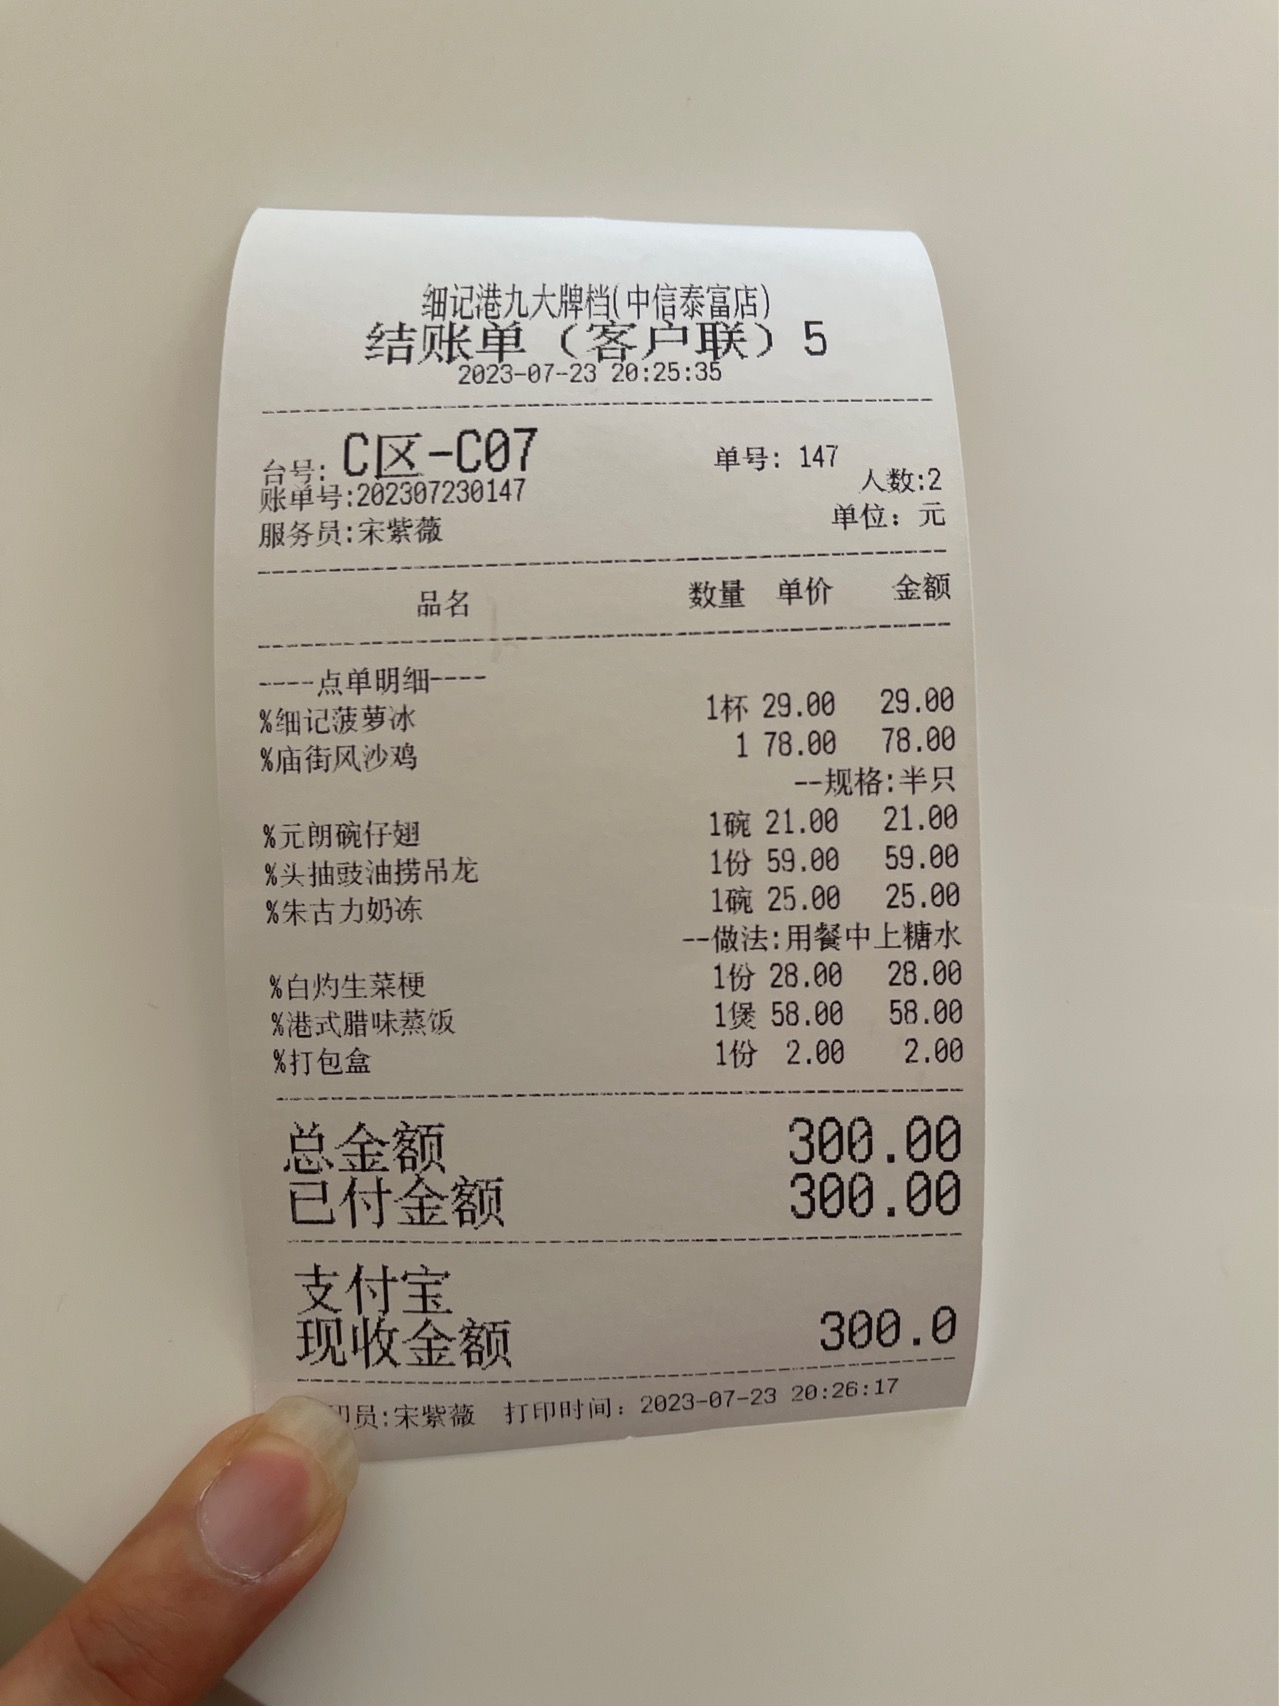 细记港九大牌档(中信泰富店)
结账单（客户联）5
2023-07-23 20:25:35
台号: C区-C07 单号: 147
账单号:202307230147 人数:2
服务员:宋紫薇 单位: 元
品名 数量 单价 金额
----点单明细----
%细记菠萝冰 1杯 29.00 29.00
%庙街风沙鸡 1 78.00 78.00
--规格:半只
%元朗碗仔翅 1碗 21.00 21.00
%头抽豉油捞吊龙 1份 59.00 59.00
%朱古力奶冻 1碗 25.00 25.00
--做法:用餐中上糖水
%白灼生菜梗 1份 28.00 28.00
%港式腊味蒸饭 1煲 58.00 58.00
%打包盒 1份 2.00 2.00
总金额 300.00
已付金额 300.00
支付宝
现收金额 300.0
印员:宋紫薇 打印时间: 2023-07-23 20:26:17